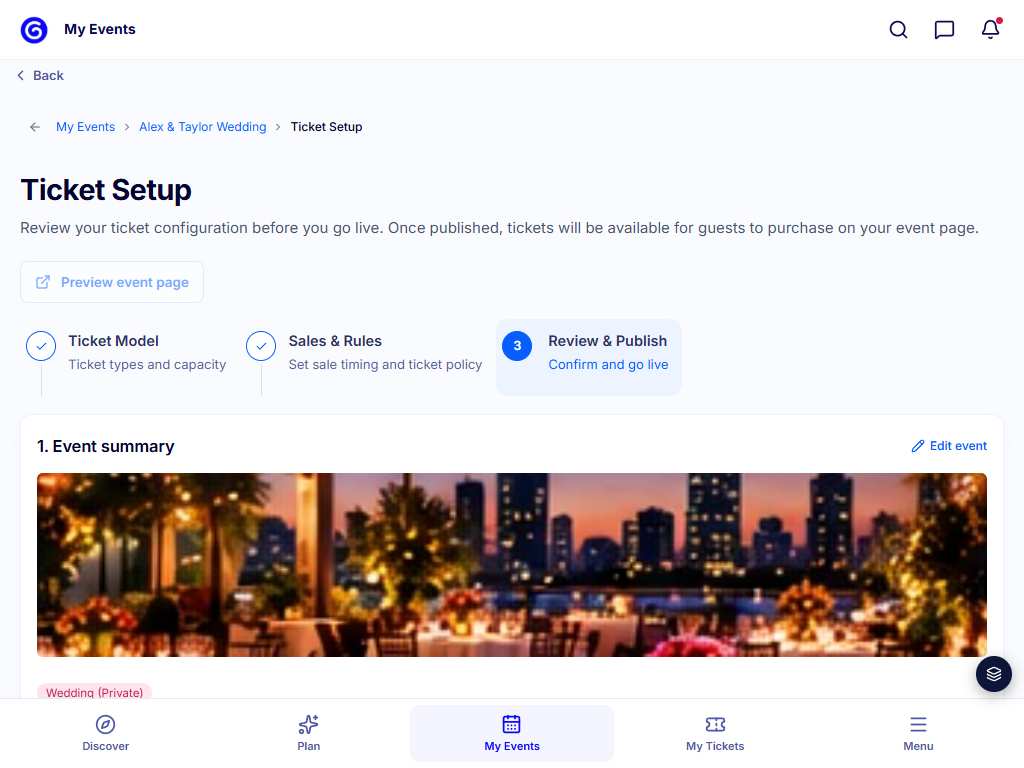 My Events
Back
My Events > Alex & Taylor Wedding > Ticket Setup
Ticket Setup
Review your ticket configuration before you go live. Once published, tickets will be available for guests to purchase on your event page.
Preview event page
Ticket Model
Ticket types and capacity
Sales & Rules
Set sale timing and ticket policy
3
Review & Publish
Confirm and go live
1. Event summary
Edit event
Wedding (Private)
Discover
Plan
My Events
My Tickets
Menu